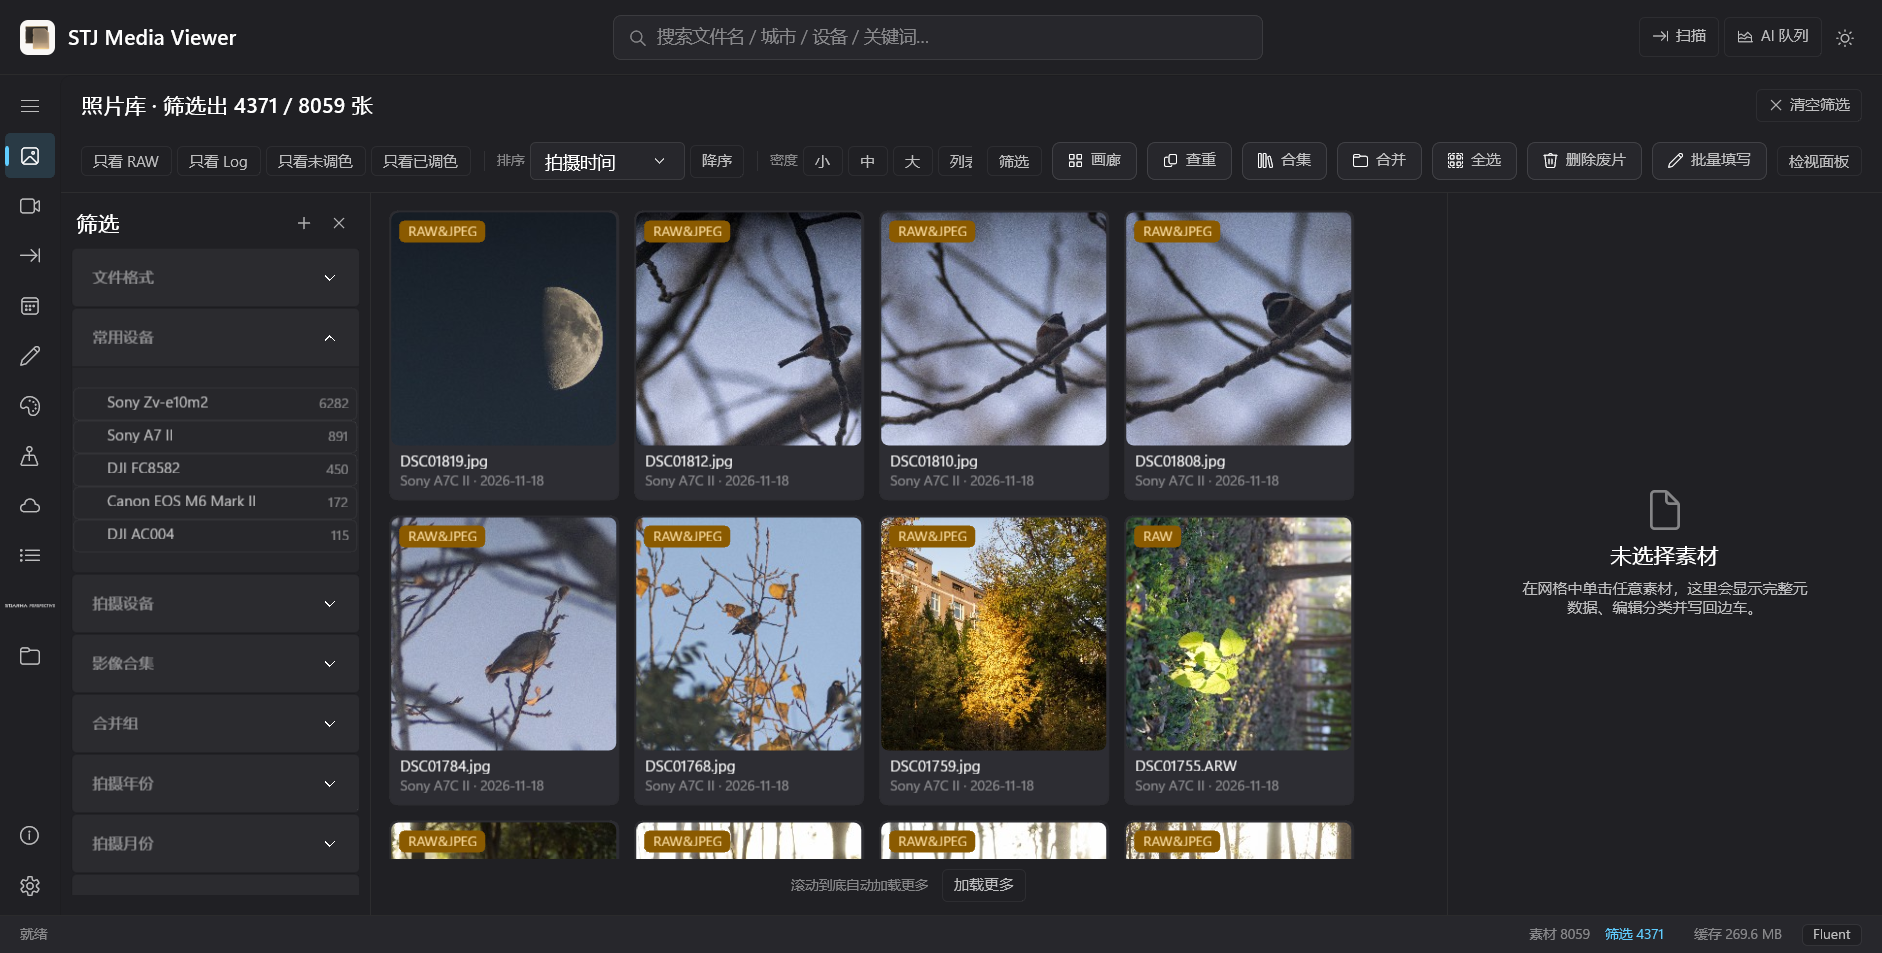 STJ Media Viewer
搜索文件名 / 城市 / 设备 / 关键词...
扫描
AI 队列
照片库 · 筛选出 4371 / 8059 张
清空筛选
只看 RAW
只看 Log
只看未调色
只看已调色
排序
拍摄时间
降序
密度
小
中
大
筛选
画廊
查重
合集
合并
全选
删除废片
批量填写
检视面板
筛选
文件格式
常用设备
Sony Zv-e10m2 6282
Sony A7 II 891
DJI FC8582 450
Canon EOS M6 Mark II 172
DJI AC004 115
拍摄设备
影像合集
合并组
拍摄年份
拍摄月份
RAW&JPEG
DSC01819.jpg
Sony A7C II · 2026-11-18
RAW&JPEG
DSC01812.jpg
Sony A7C II · 2026-11-18
RAW&JPEG
DSC01810.jpg
Sony A7C II · 2026-11-18
RAW&JPEG
DSC01808.jpg
Sony A7C II · 2026-11-18
RAW&JPEG
DSC01784.jpg
Sony A7C II · 2026-11-18
RAW&JPEG
DSC01768.jpg
Sony A7C II · 2026-11-18
RAW&JPEG
DSC01759.jpg
Sony A7C II · 2026-11-18
RAW
DSC01755.ARW
Sony A7C II · 2026-11-18
RAW&JPEG
RAW&JPEG
RAW&JPEG
RAW&JPEG
滚动到底自动加载更多
加载更多
未选择素材
在网格中单击任意素材，这里会显示完整元
数据、编辑分类并写回边车。
就绪
素材 8059
筛选 4371
缓存 269.6 MB
Fluent